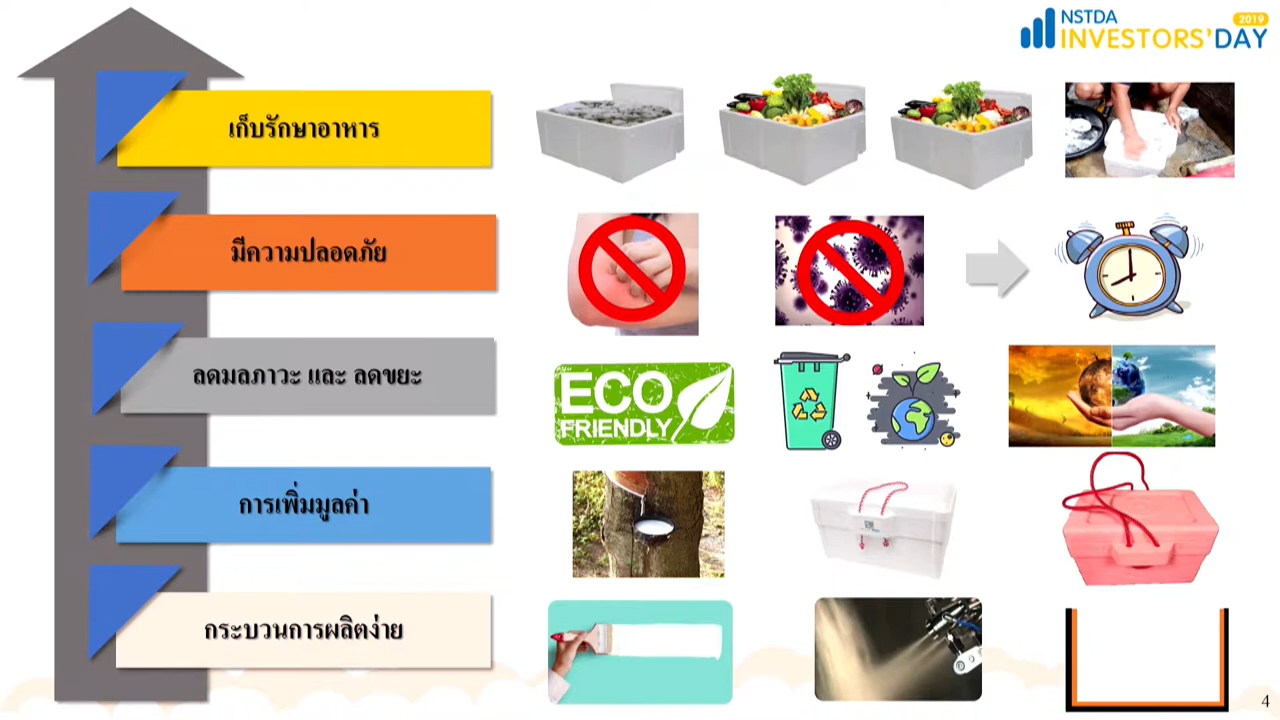 NSTDA
2019
INVESTORS'DAY
เก็บรักษาอาหาร
มีความปลอดภัย
ลดมลภาวะ และ ลดขยะ
ECO
FRIENDLY
การเพิ่มมูลค่า
กระบวนการผลิตง่าย
4